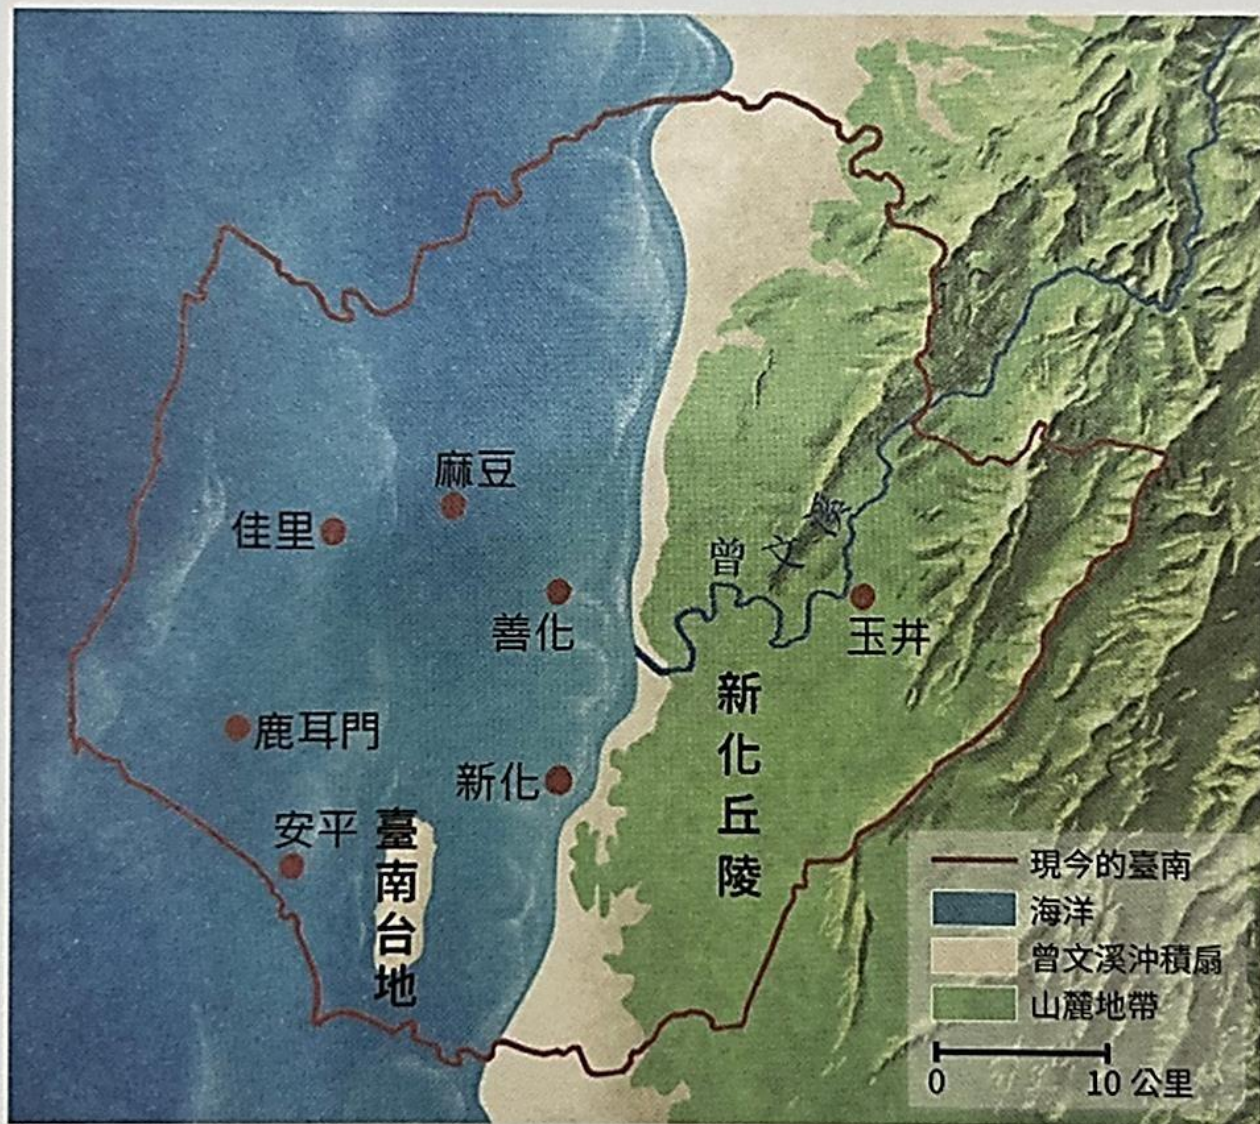 麻豆
佳里
曾文溪
善化
玉井
新化丘陵
鹿耳門
新化
安平
臺南台地
現今的臺南
海洋
曾文溪沖積扇
山麓地帶
0 10 公里